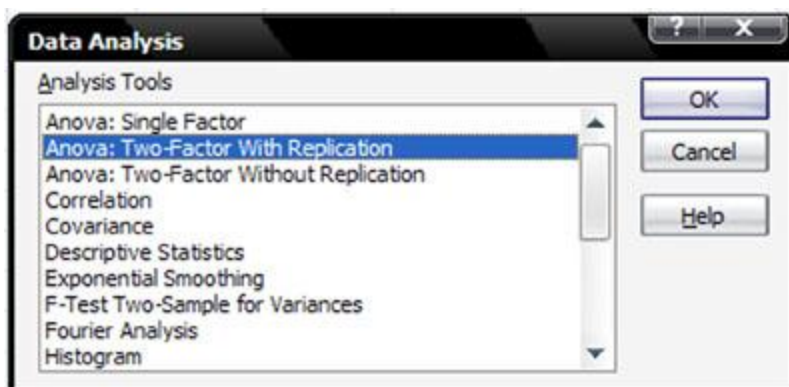 Data Analysis
? X
Analysis Tools
Anova: Single Factor
Anova: Two-Factor With Replication
Anova: Two-Factor Without Replication
Correlation
Covariance
Descriptive Statistics
Exponential Smoothing
F-Test Two-Sample for Variances
Fourier Analysis
Histogram
OK
Cancel
Help